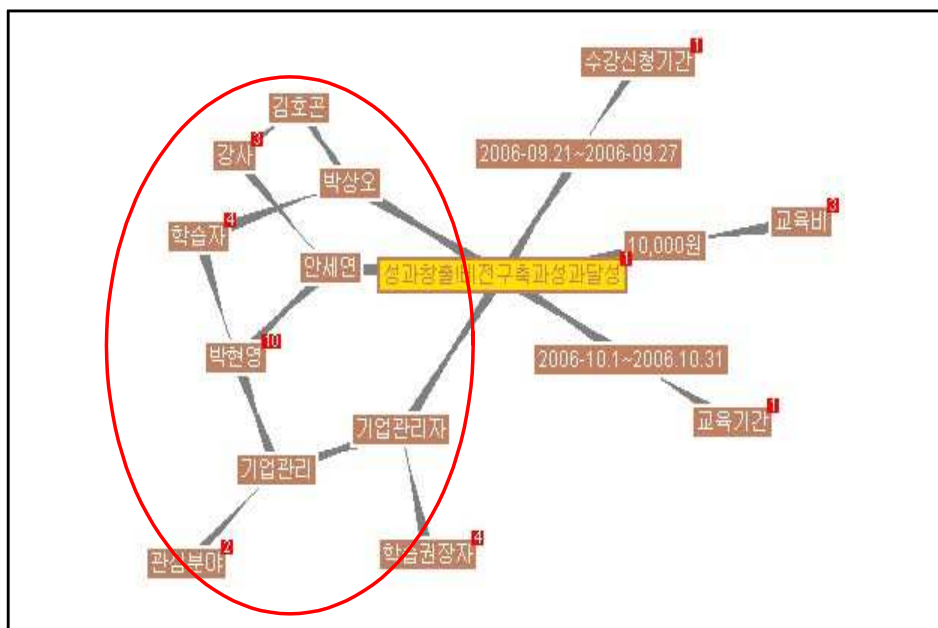 수강신청기간 1
김호곤
강사 3
2006-09.21~2006-09.27
박상오
학습자 4
교육비 3
10,000원
안세연
성과창출!비전구축과성과달성 1
박현영 10
2006-10.1~2006.10.31
교육기간 1
기업관리자
기업관리
관심분야 2
학습권장자 4